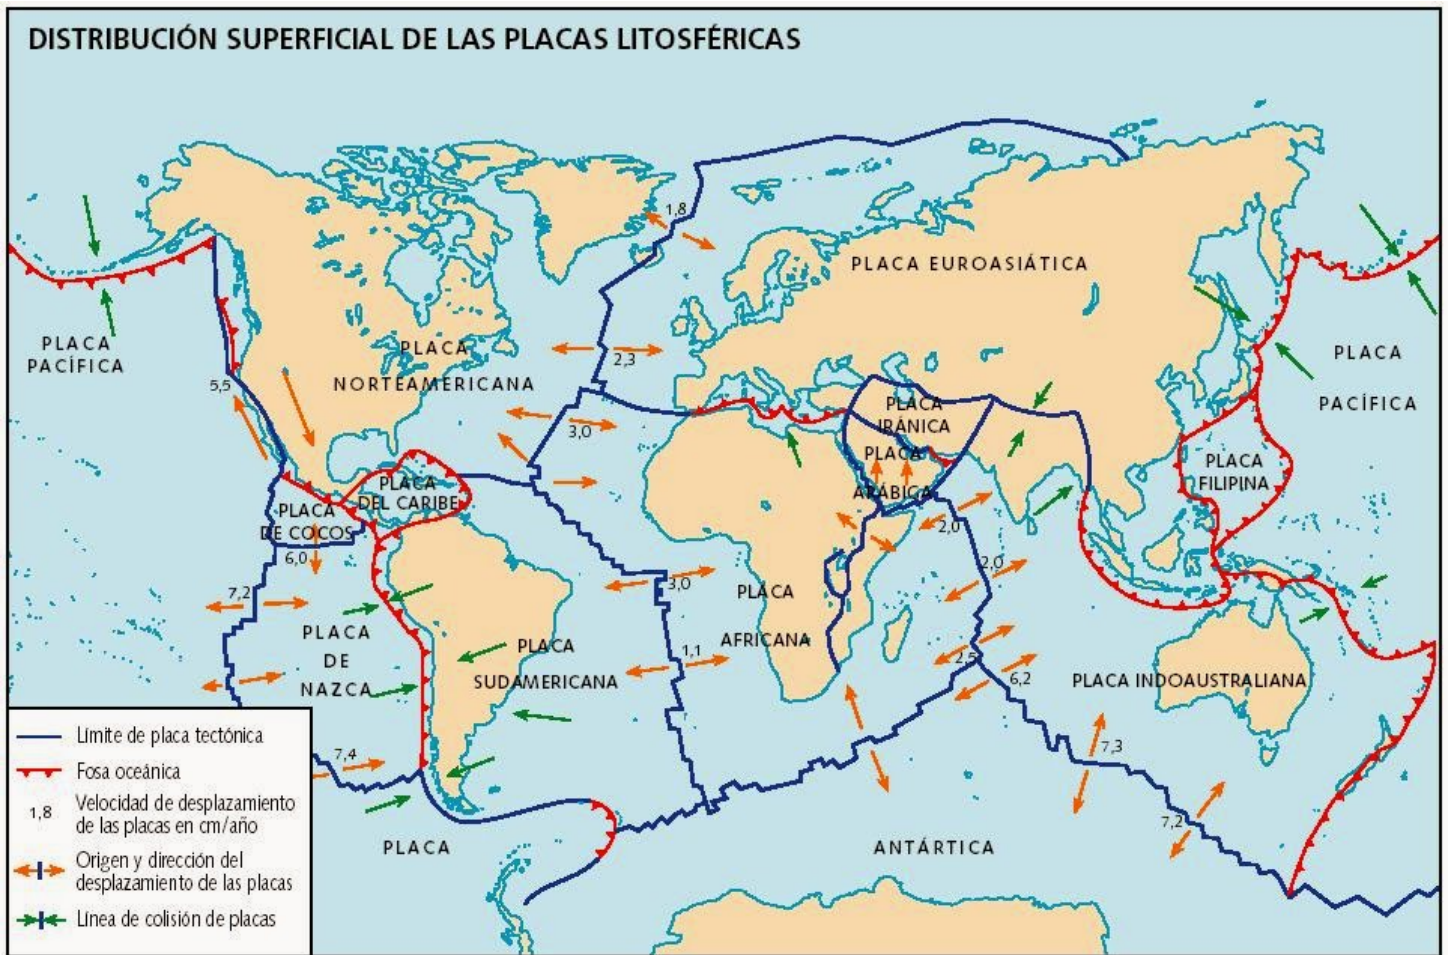 DISTRIBUCIÓN SUPERFICIAL DE LAS PLACAS LITOSFÉRICAS
1,8
PLACA EUROASIÁTICA
PLACA
PACÍFICA
PLACA
NORTEAMERICANA
2,3
PLACA
PACÍFICA
5,5
3,0
PLACA
IRÁNICA
PLACA
ARÁBICA
PLACA
FILIPINA
PLACA
DEL CARIBE
PLACA
DE COCOS
6,0
2,0
2,0
7,2
3,0
PLACA
AFRICANA
PLACA
DE
NAZCA
PLACA
SUDAMERICANA
1,1
2,5
6,2
PLACA INDOAUSTRALIANA
7,4
7,3
7,2
PLACA
ANTÁRTICA
Límite de placa tectónica
Fosa oceánica
1,8
Velocidad de desplazamiento
de las placas en cm/año
Origen y dirección del
desplazamiento de las placas
Línea de colisión de placas